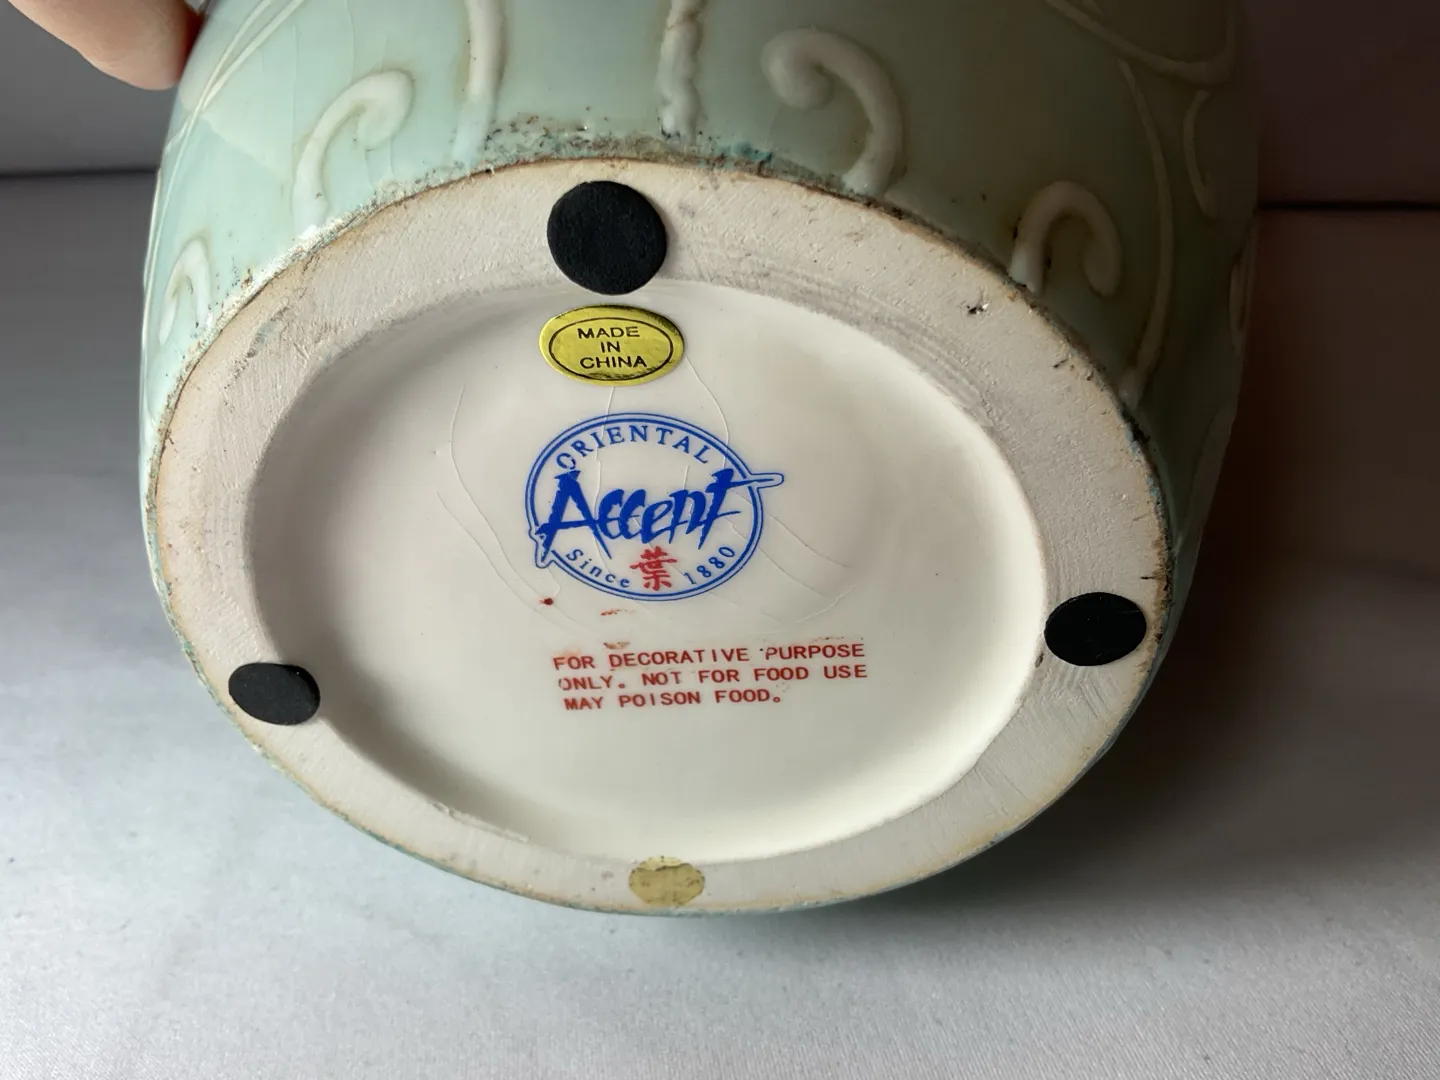 MADE
IN
CHINA
ORIENTAL
Accent
Since 葉 1880
FOR DECORATIVE PURPOSE
ONLY. NOT FOR FOOD USE
MAY POISON FOOD.